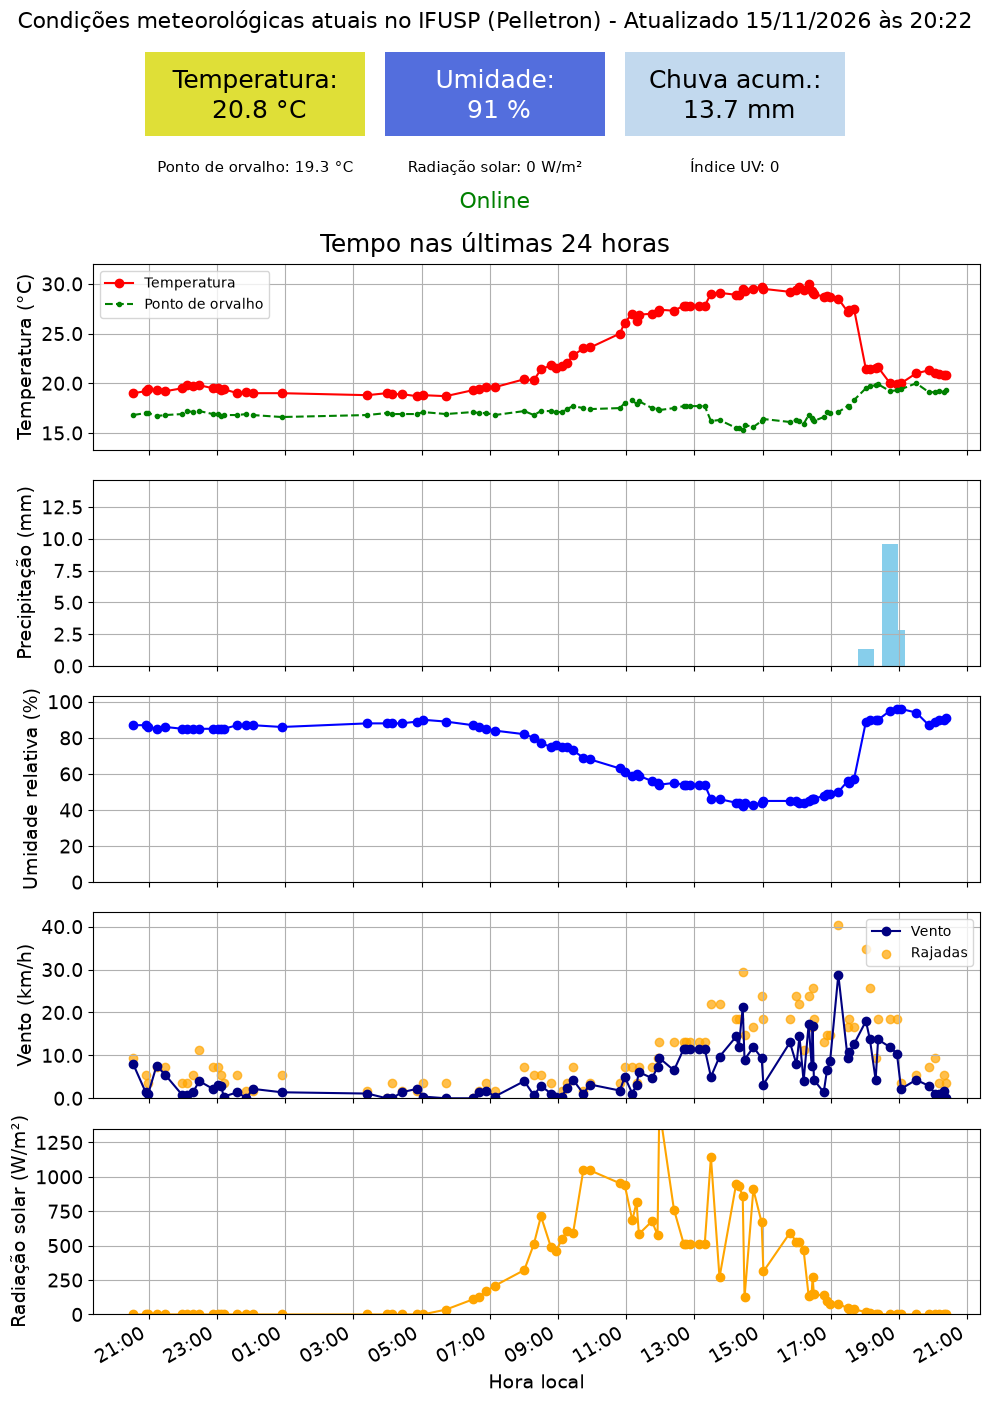 Condições meteorológicas atuais no IFUSP (Pelletron) - Atualizado 15/11/2026 às 20:22
Temperatura:
20.8 °C
Umidade:
91 %
Chuva acum.:
13.7 mm
Ponto de orvalho: 19.3 °C
Radiação solar: 0 W/m²
Índice UV: 0
Online
Tempo nas últimas 24 horas
Temperatura (°C)
30.0
25.0
20.0
15.0
Temperatura
Ponto de orvalho
Precipitação (mm)
12.5
10.0
7.5
5.0
2.5
0.0
Umidade relativa (%)
100
80
60
40
20
0
Vento (km/h)
40.0
30.0
20.0
10.0
0.0
Vento
Rajadas
Radiação solar (W/m²)
1250
1000
750
500
250
0
21:00 23:00 01:00 03:00 05:00 07:00 09:00 11:00 13:00 15:00 17:00 19:00 21:00
Hora local